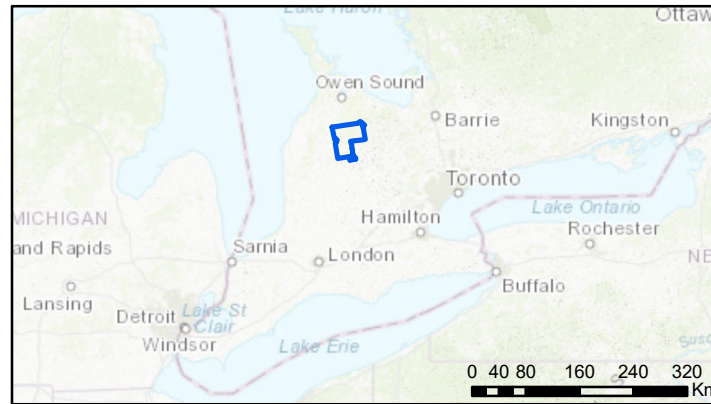 Lake Huron
Ottaw
Owen Sound
Barrie
Kingston
Toronto
MICHIGAN
Hamilton
Lake Ontario
and Rapids
Rochester
Sarnia
London
NE
Buffalo
Lansing
Detroit
Lake St
Clair
Windsor
Lake Erie
0 40 80 160 240 320
Km